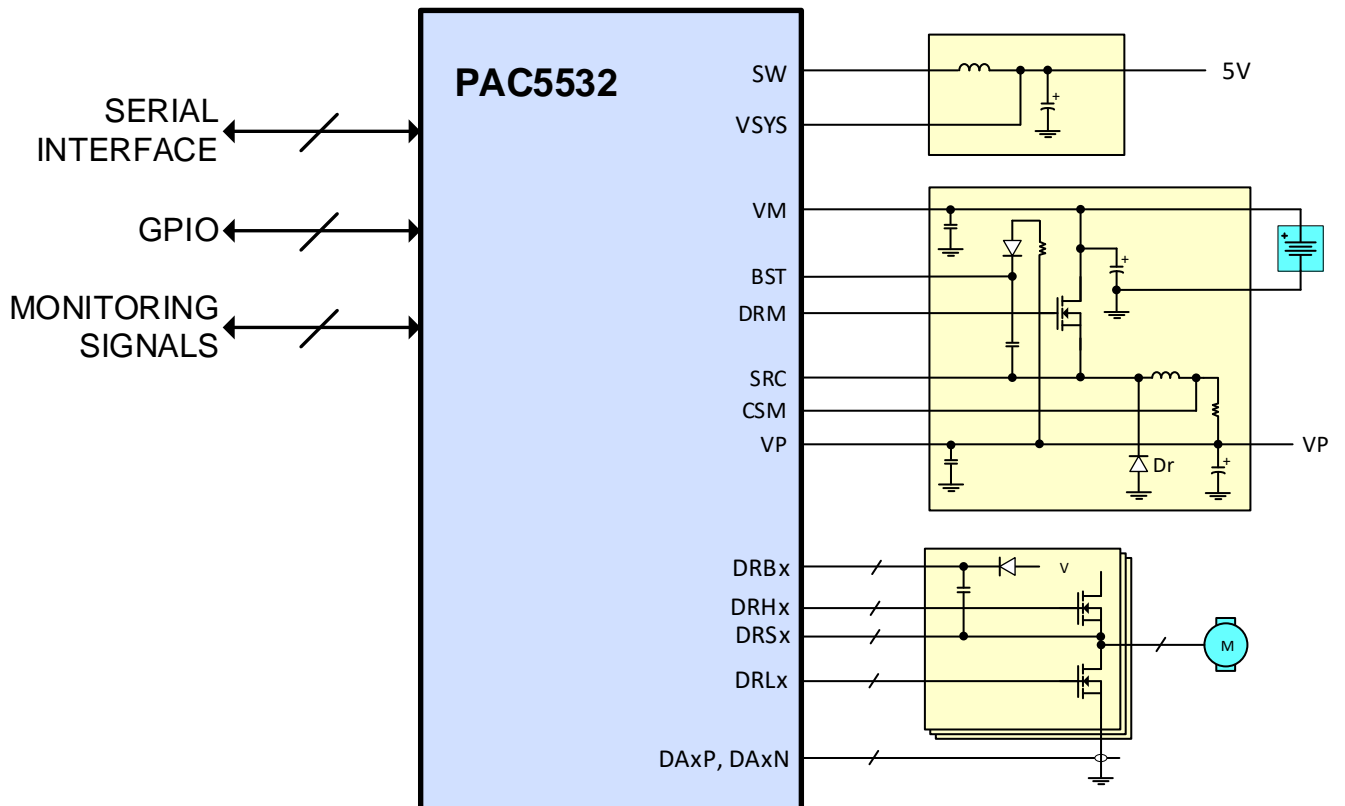 PAC5532
SERIAL
INTERFACE
GPIO
MONITORING
SIGNALS
SW
VSYS
VM
BST
DRM
SRC
CSM
VP
DRBx
DRHx
DRSx
DRLx
DAxP, DAxN
5V
+
+
+
Dr
+
VP
V
M